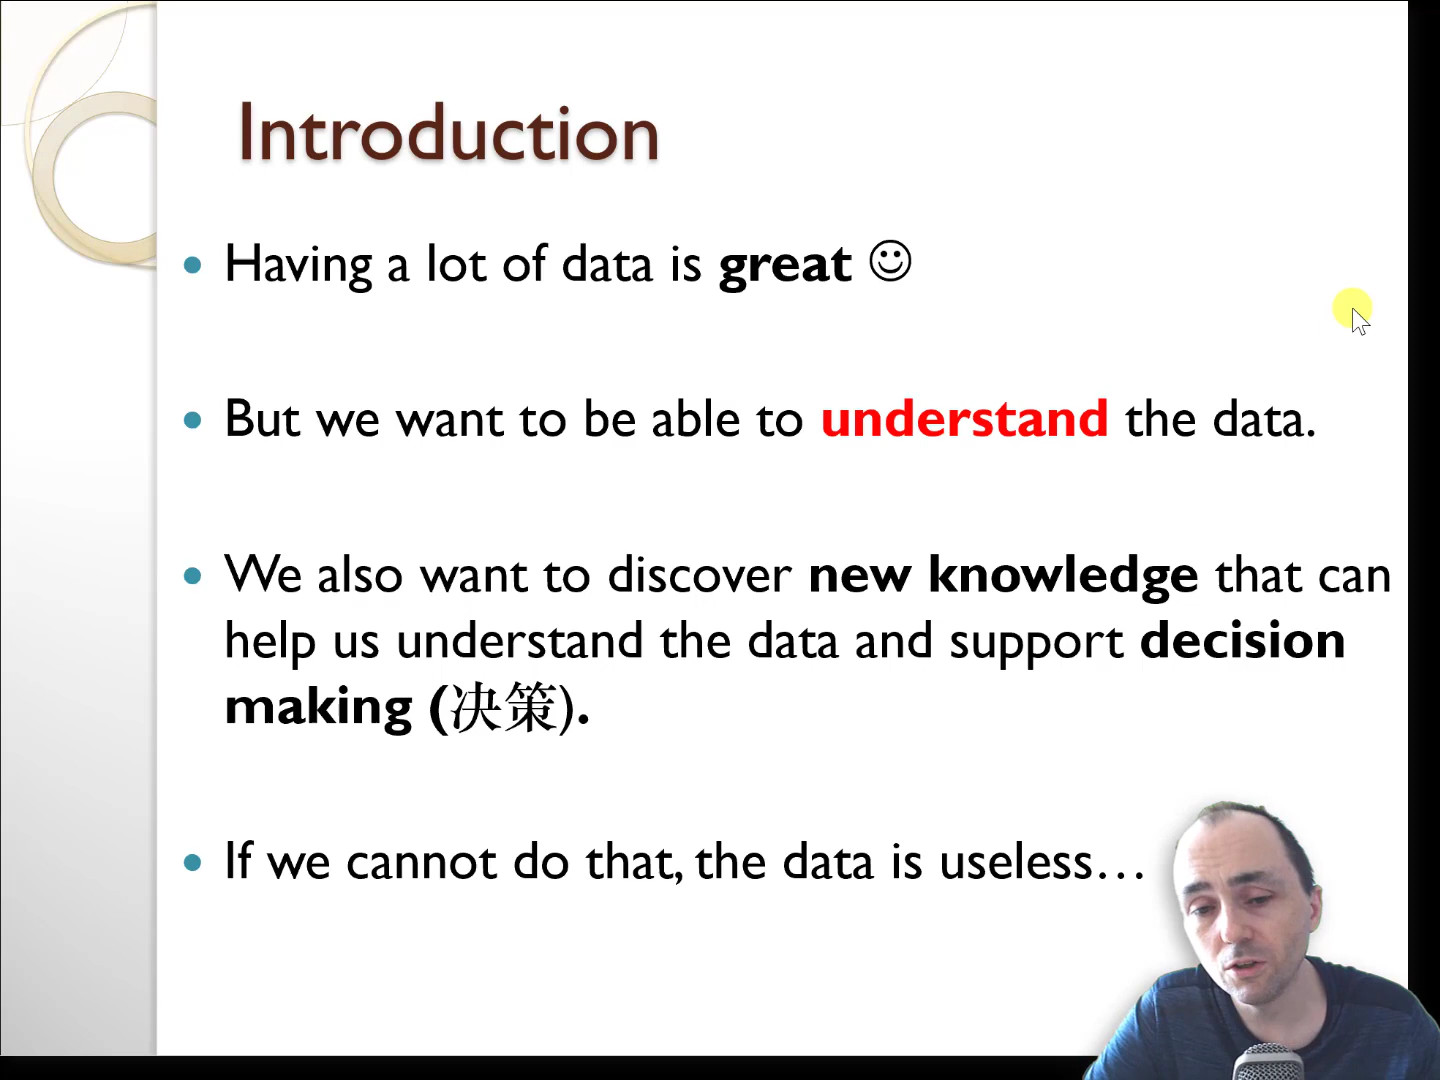 Introduction
Having a lot of data is great ☺
But we want to be able to understand the data.
We also want to discover new knowledge that can
help us understand the data and support decision
making (决策).
If we cannot do that, the data is useless…